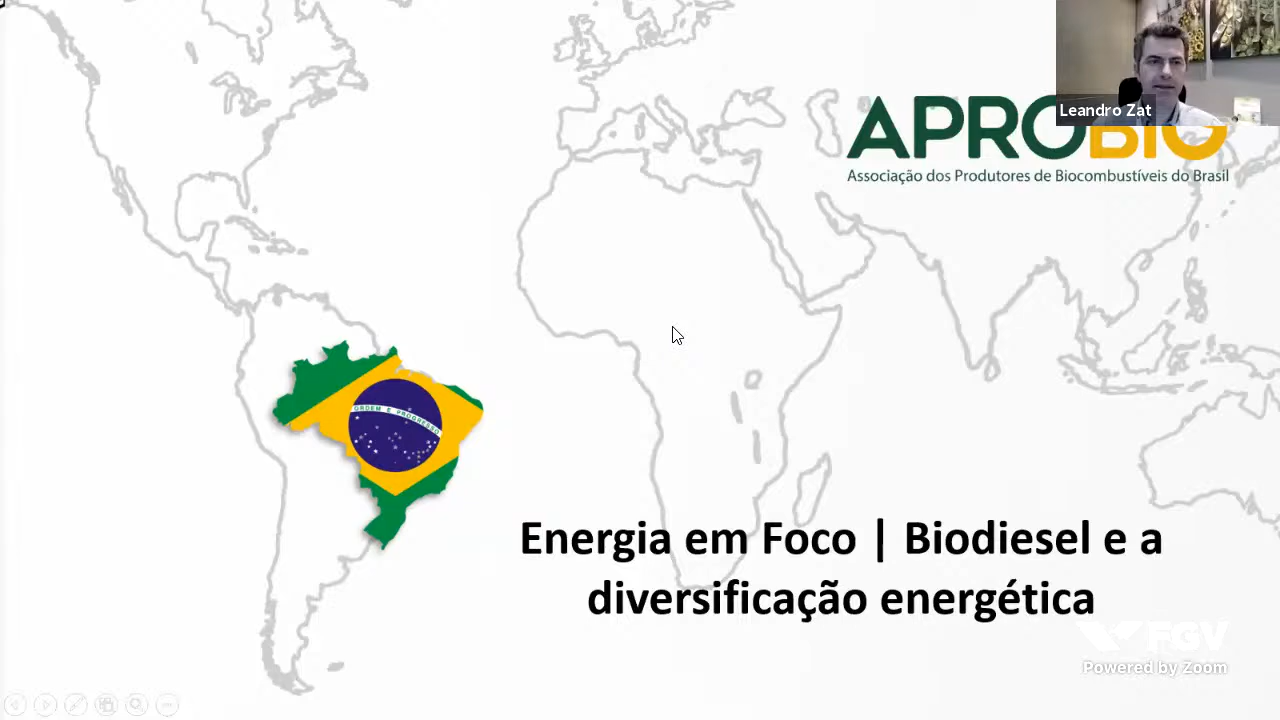 Leandro Zat
APROBIO
Associação dos Produtores de Biocombustíveis do Brasil
ORDEM E PROGRESSO
Energia em Foco | Biodiesel e a
diversificação energética
FGV
Powered by Zoom